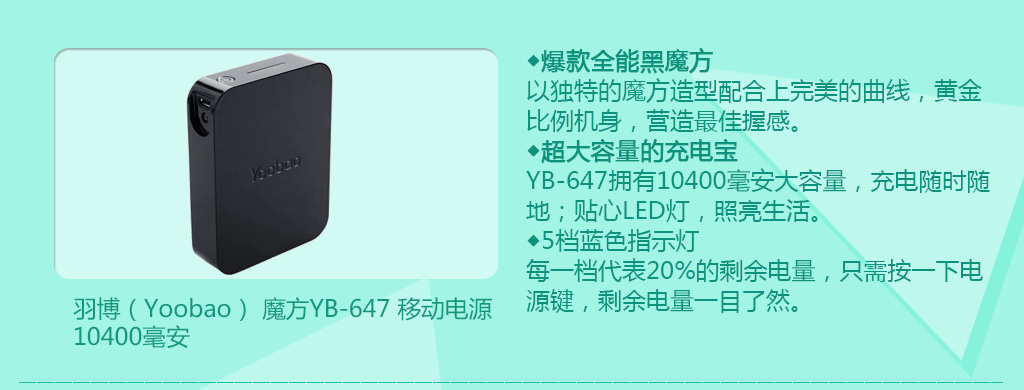 Yoobao
羽博（Yoobao） 魔方YB-647 移动电源
10400毫安
◆爆款全能黑魔方
以独特的魔方造型配合上完美的曲线，黄金
比例机身，营造最佳握感。
◆超大容量的充电宝
YB-647拥有10400毫安大容量，充电随时随
地；贴心LED灯，照亮生活。
◆5档蓝色指示灯
每一档代表20%的剩余电量，只需按一下电
源键，剩余电量一目了然。